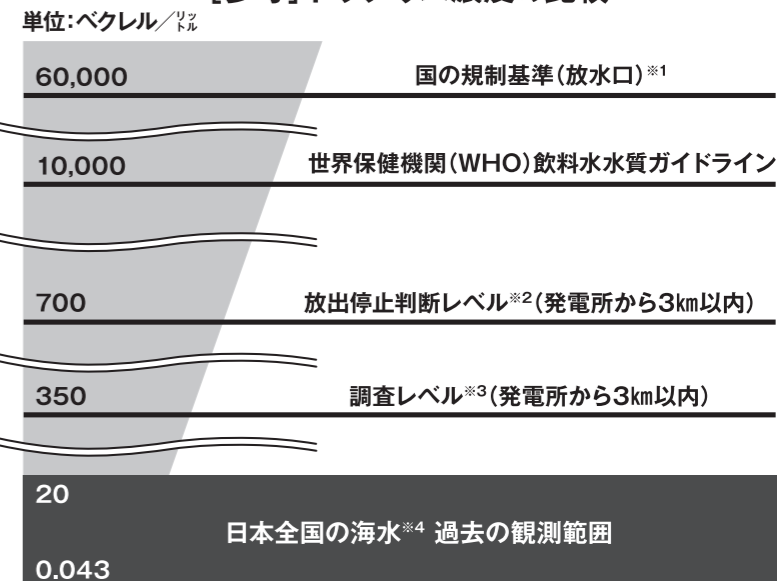 単位:ベクレル/リットル
60,000 国の規制基準(放水口)※1
10,000 世界保健機関(WHO)飲料水水質ガイドライン
700 放出停止判断レベル※2(発電所から3㎞以内)
350 調査レベル※3(発電所から3㎞以内)
20
日本全国の海水※4 過去の観測範囲
0.043